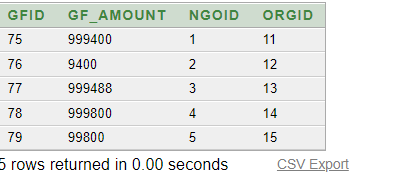 GFID GF_AMOUNT NGOID ORGID
75 999400 1 11
76 9400 2 12
77 999488 3 13
78 999800 4 14
79 99800 5 15
5 rows returned in 0.00 seconds CSV Export